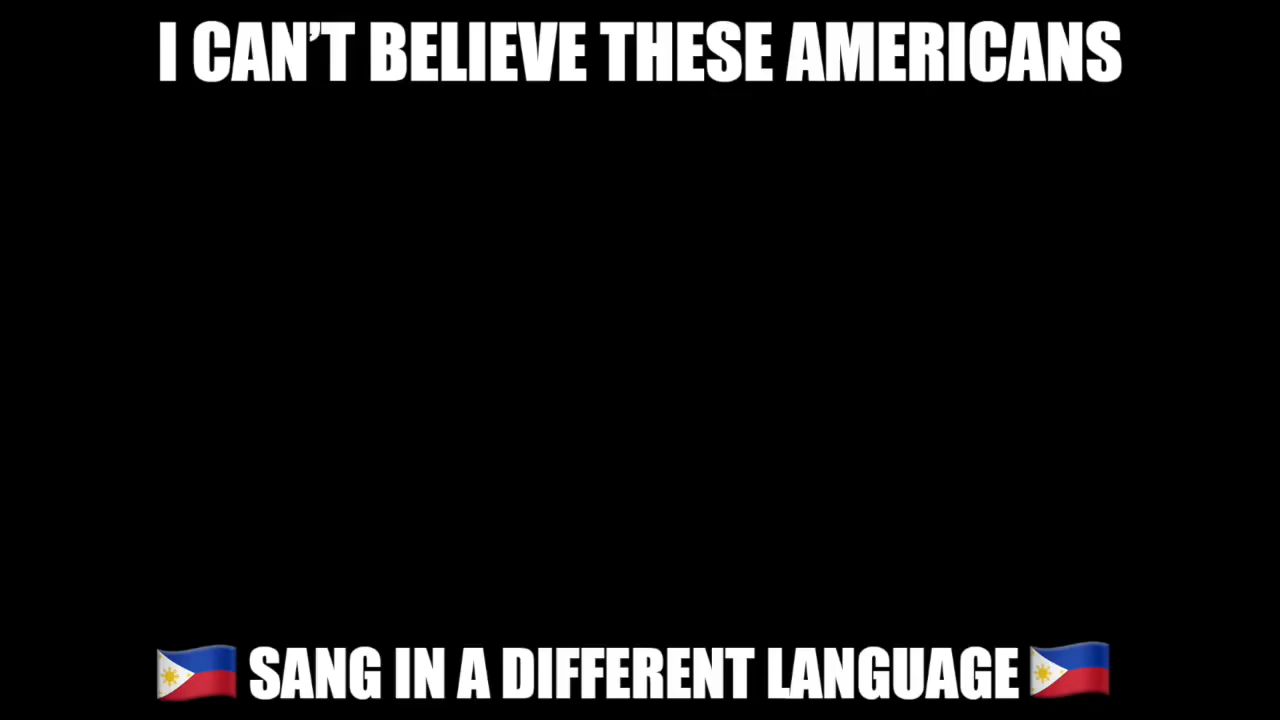 I CAN’T BELIEVE THESE AMERICANS
🇵🇭 SANG IN A DIFFERENT LANGUAGE 🇵🇭